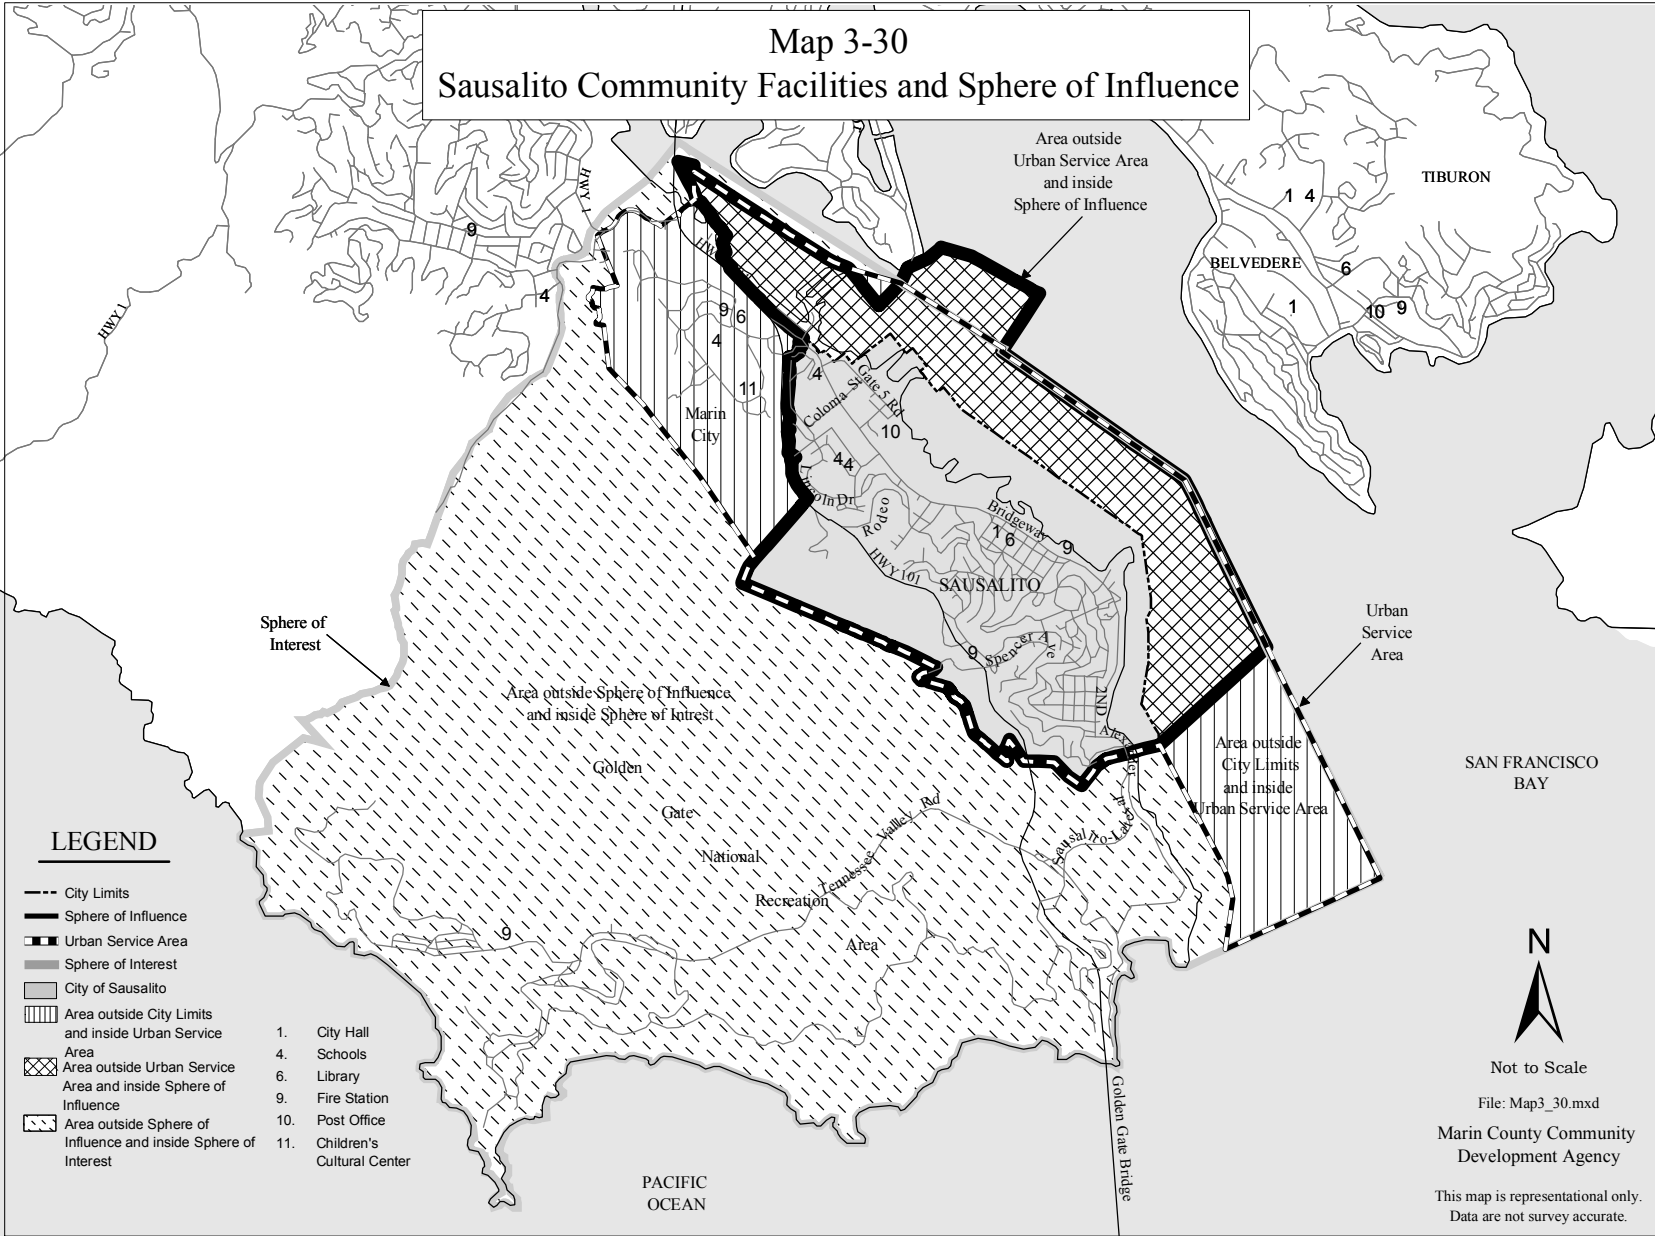 Map 3-30
Sausalito Community Facilities and Sphere of Influence
Area outside
Urban Service Area
and inside
Sphere of Influence
TIBURON
1 4
BELVEDERE
6
1
10
9
HWY 1
9
4
HWY 1
HW
9
6
4
11
Marin
City
4
Gate 5 Rd
Coloma St
10
4
4
Lincoln Dr
Rodeo
Bridgeway
1
6
9
HWY 101
SAUSALITO
9
Spencer Ave
2ND
Alexander
Urban
Service
Area
Sphere of
Interest
Area outside Sphere of Influence
and inside Sphere of Intrest
Golden
Gate
National
Recreation
Area
Tennessee Valley Rd
Sausalito-Lateral
Area outside
City Limits
and inside
Urban Service Area
SAN FRANCISCO
BAY
9
LEGEND
City Limits
Sphere of Influence
Urban Service Area
Sphere of Interest
City of Sausalito
Area outside City Limits
and inside Urban Service
Area
Area outside Urban Service
Area and inside Sphere of
Influence
Area outside Sphere of
Influence and inside Sphere of
Interest
1. City Hall
4. Schools
6. Library
9. Fire Station
10. Post Office
11. Children's
Cultural Center
PACIFIC
OCEAN
Golden Gate Bridge
N
Not to Scale
File: Map3_30.mxd
Marin County Community
Development Agency
This map is representational only.
Data are not survey accurate.